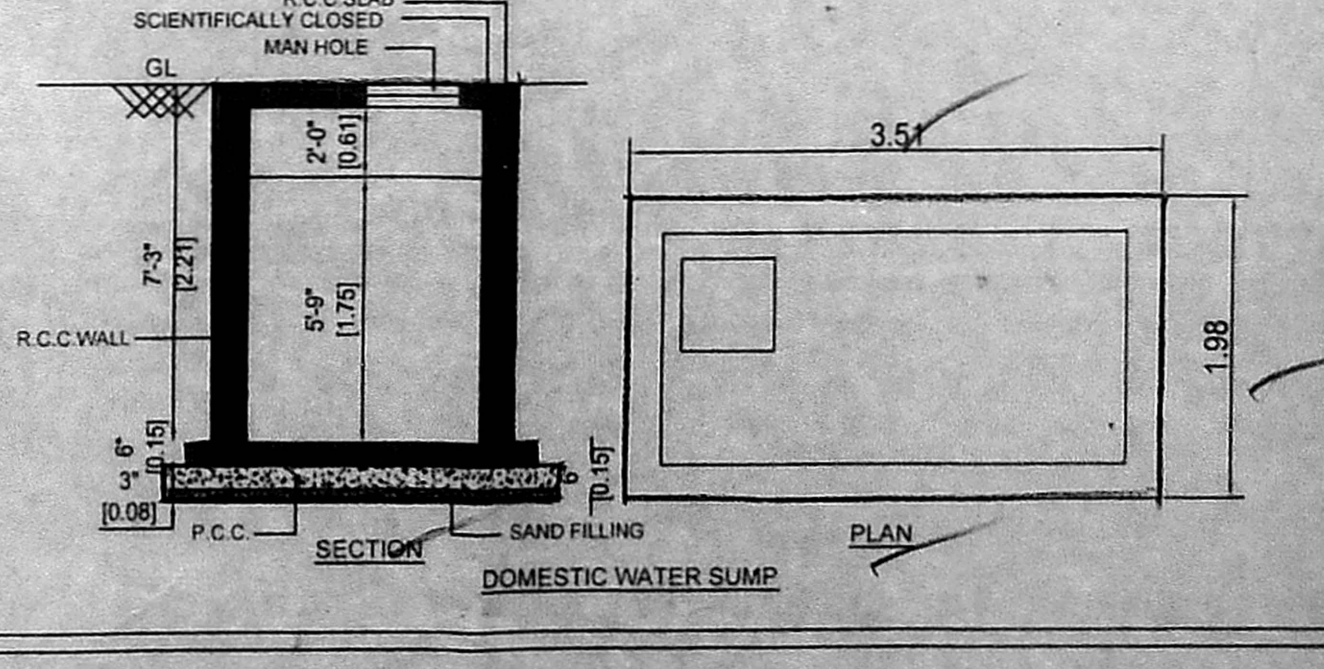 R.C.C.SLAB
SCIENTIFICALLY CLOSED
MAN HOLE
GL
2'-0"
[0.61]
7'-3"
[2.21]
5'-9"
[1.75]
R.C.C.WALL
6"
[0.15]
3"
[0.08]
6"
[0.15]
P.C.C.
SAND FILLING
SECTION
3.51
1.98
PLAN
DOMESTIC WATER SUMP